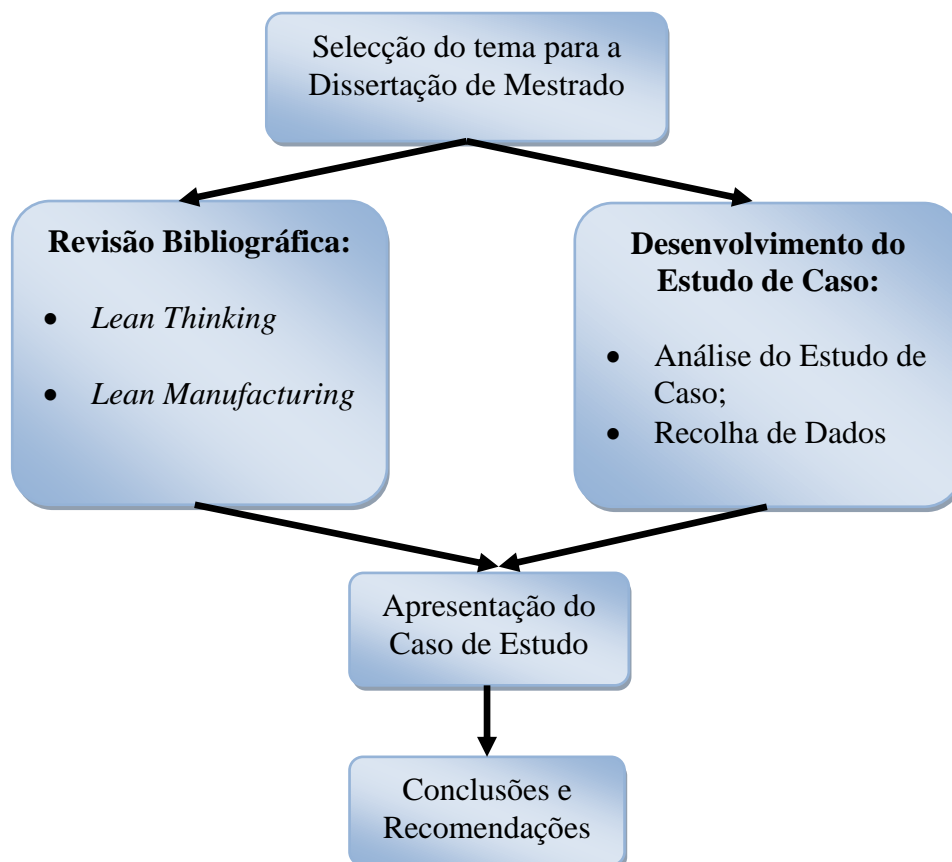 Selecção do tema para a
Dissertação de Mestrado
Revisão Bibliográfica:
• Lean Thinking
• Lean Manufacturing
Desenvolvimento do
Estudo de Caso:
• Análise do Estudo de
Caso;
• Recolha de Dados
Apresentação do
Caso de Estudo
Conclusões e
Recomendações